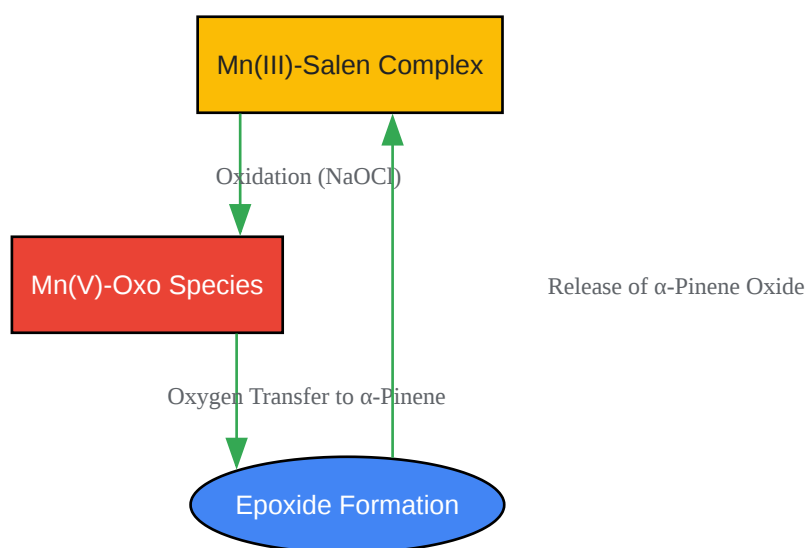 Mn(III)-Salen Complex
Oxidation (NaOCl)
Mn(V)-Oxo Species
Release of α-Pinene Oxide
Oxygen Transfer to α-Pinene
Epoxide Formation